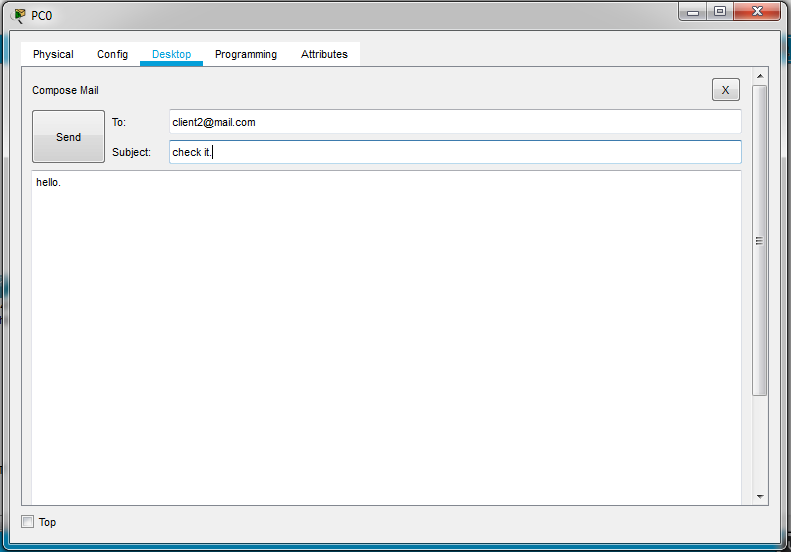 PC0
Physical Config Desktop Programming Attributes
Compose Mail
X
Send
To: client2@mail.com
Subject: check it.
hello.
Top